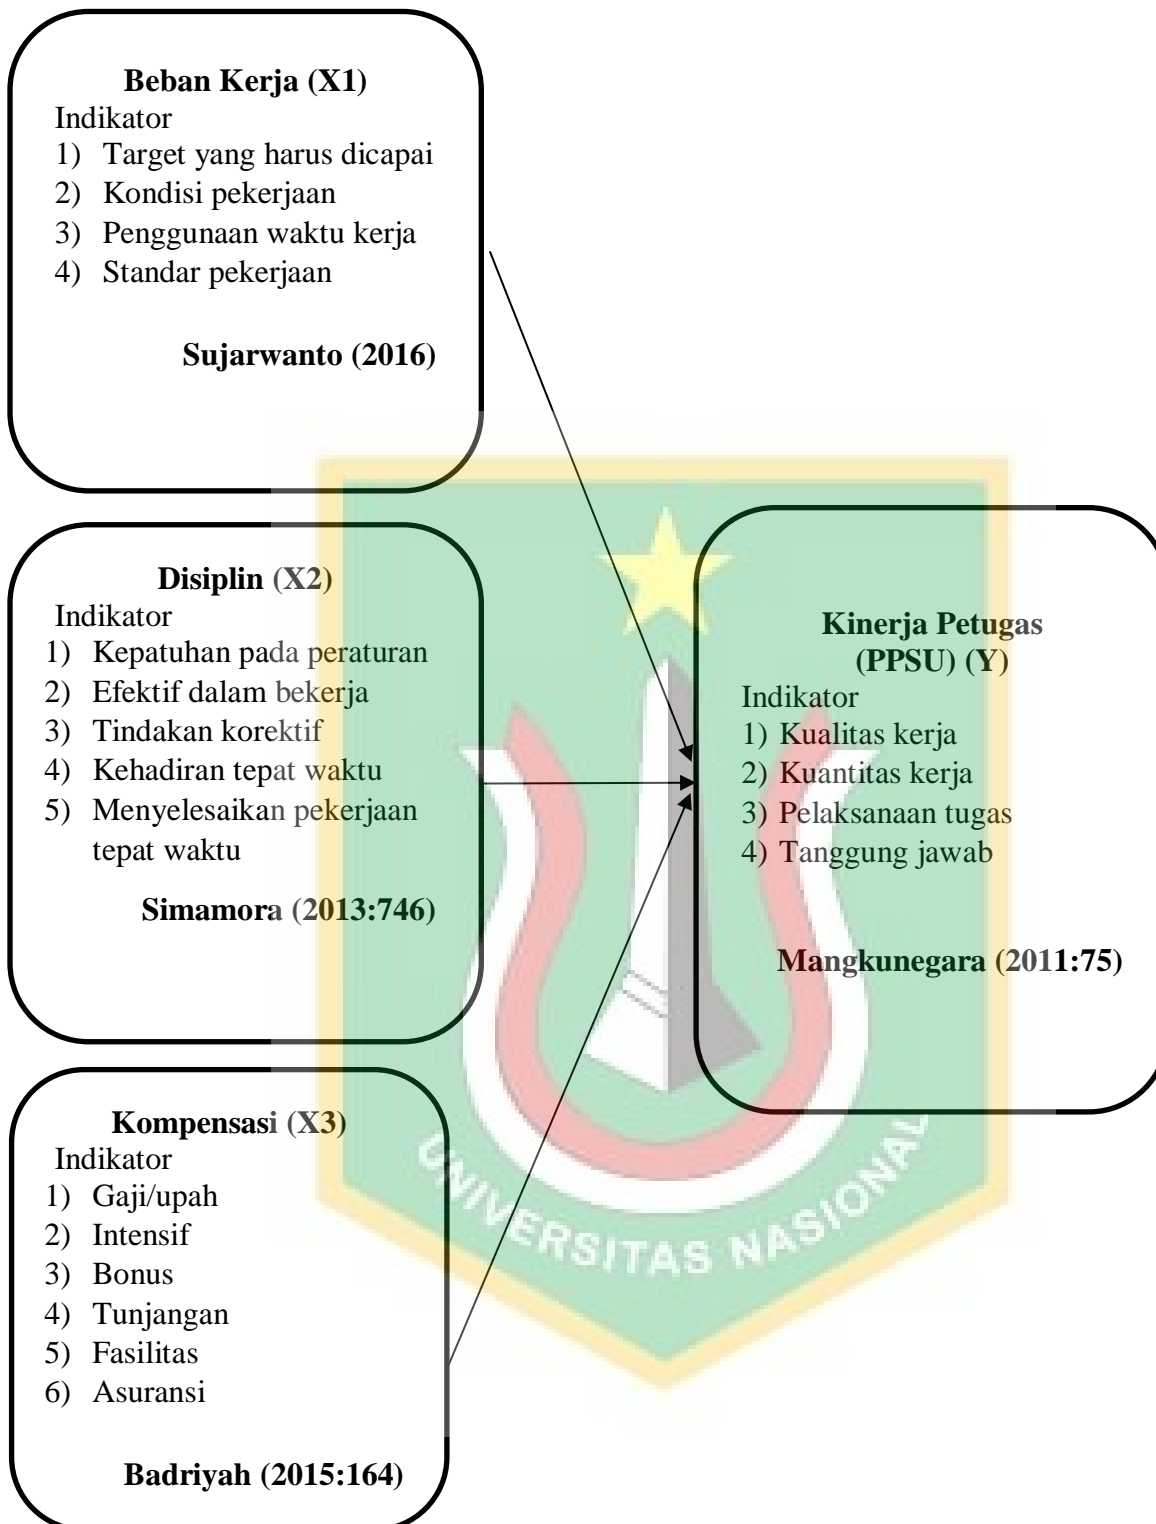 Beban Kerja (X1)
Indikator
1) Target yang harus dicapai
2) Kondisi pekerjaan
3) Penggunaan waktu kerja
4) Standar pekerjaan
Sujarwanto (2016)
Disiplin (X2)
Indikator
1) Kepatuhan pada peraturan
2) Efektif dalam bekerja
3) Tindakan korektif
4) Kehadiran tepat waktu
5) Menyelesaikan pekerjaan
tepat waktu
Simamora (2013:746)
Kompensasi (X3)
Indikator
1) Gaji/upah
2) Intensif
3) Bonus
4) Tunjangan
5) Fasilitas
6) Asuransi
Badriyah (2015:164)
Kinerja Petugas
(PPSU) (Y)
Indikator
1) Kualitas kerja
2) Kuantitas kerja
3) Pelaksanaan tugas
4) Tanggung jawab
Mangkunegara (2011:75)
UNIVERSITAS NASIONAL